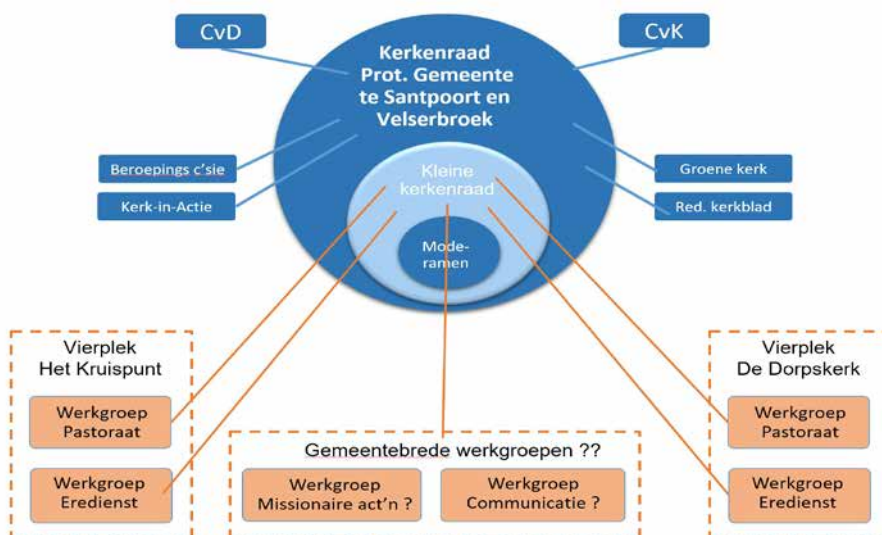 CvD
CvK
Kerkenraad
Prot. Gemeente
te Santpoort en
Velserbroek
Beroepings c'sie
Kerk-in-Actie
Groene kerk
Red. kerkblad
Kleine
kerkenraad
Mode-
ramen
Vierplek
Het Kruispunt
Werkgroep
Pastoraat
Werkgroep
Eredienst
Gemeentebrede werkgroepen ??
Werkgroep
Missionaire act'n ?
Werkgroep
Communicatie ?
Vierplek
De Dorpskerk
Werkgroep
Pastoraat
Werkgroep
Eredienst